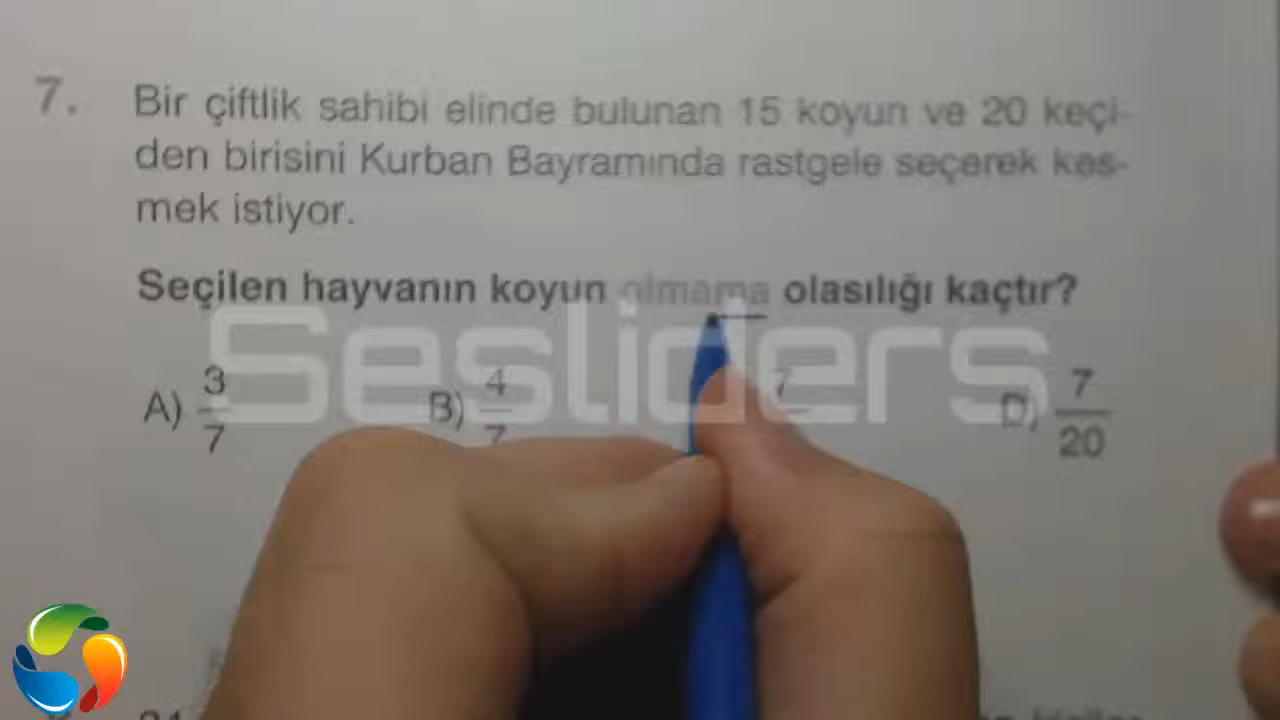 7. Bir çiftlik sahibi elinde bulunan 15 koyun ve 20 keçi-
den birisini Kurban Bayramında rastgele seçerek kes-
mek istiyor.
Seçilen hayvanın koyun olmama olasılığı kaçtır?
Sesliders
A) 3/7 B) 4/7 7 D) 7/20